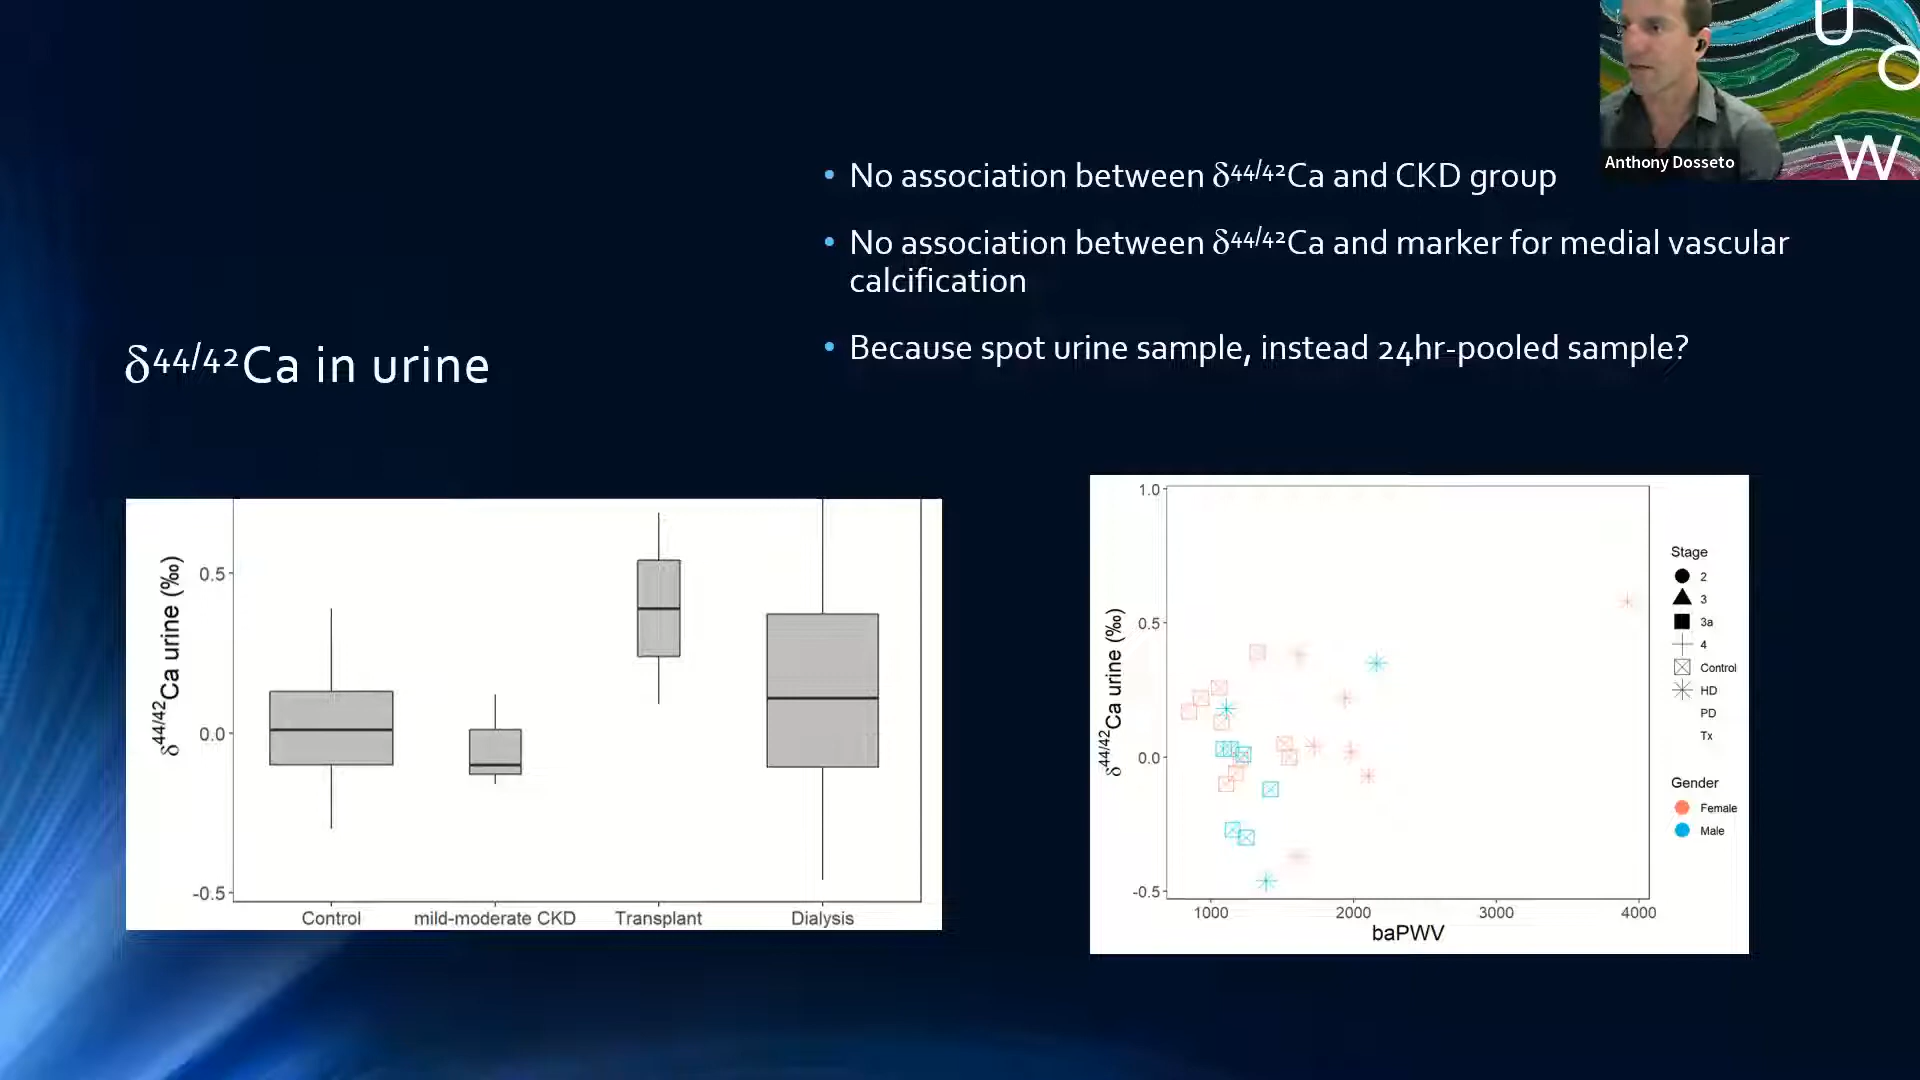 U
O
W
Anthony Dosseto
• No association between δ⁴⁴/⁴²Ca and CKD group
• No association between δ⁴⁴/⁴²Ca and marker for medial vascular
calcification
• Because spot urine sample, instead 24hr-pooled sample?
δ⁴⁴/⁴²Ca in urine
δ⁴⁴/⁴²Ca urine (‰)
0.5
0.0
-0.5
Control mild-moderate CKD Transplant Dialysis
δ⁴⁴/⁴²Ca urine (‰)
1.0
0.5
0.0
-0.5
1000 2000 3000 4000
baPWV
Stage
2
3
3a
4
Control
HD
PD
Tx
Gender
Female
Male